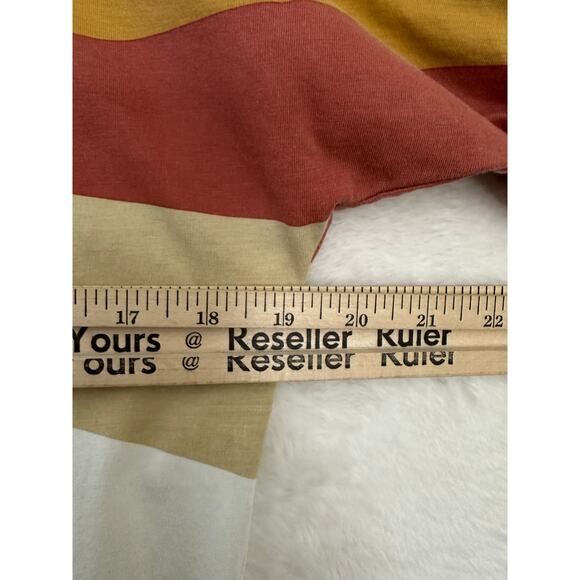 17 18 19 20 21 22
Yours @ Reseller Ruler
ours @ Reseller Ruler